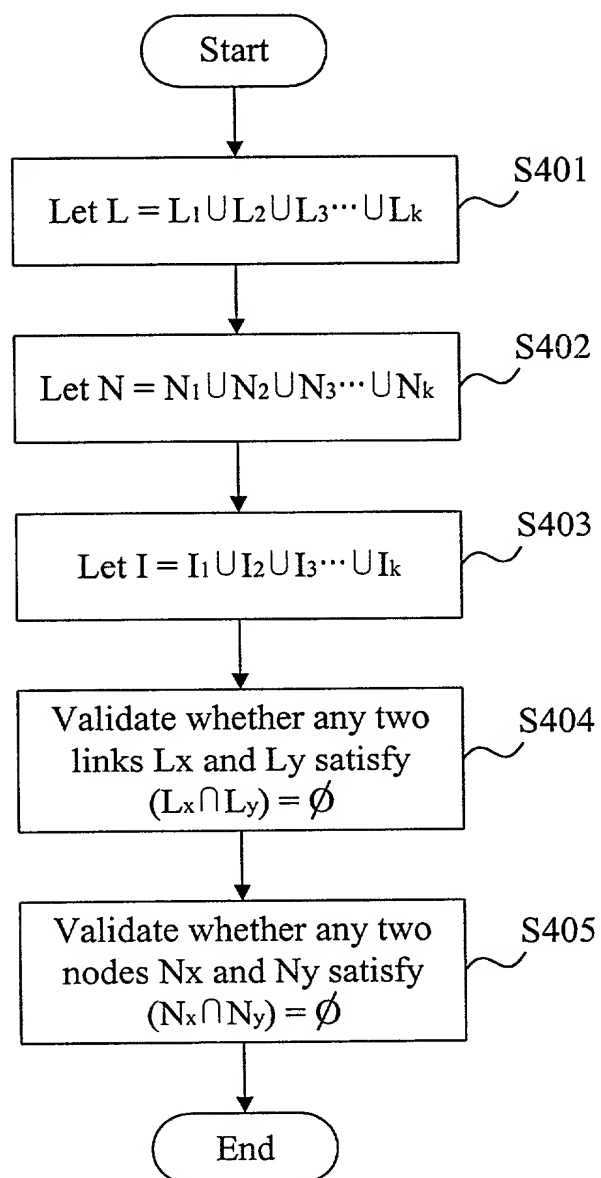 Start
Let L = L₁∪L₂∪L₃⋯∪Lₖ
S401
Let N = N₁∪N₂∪N₃⋯∪Nₖ
S402
Let I = I₁∪I₂∪I₃⋯∪Iₖ
S403
Validate whether any two
links Lx and Ly satisfy
(Lx∩Ly) = ∅
S404
Validate whether any two
nodes Nx and Ny satisfy
(Nx∩Ny) = ∅
S405
End